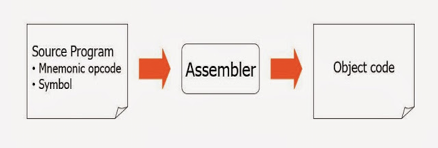 Source Program
• Mnemonic opcode
• Symbol
Assembler
Object code